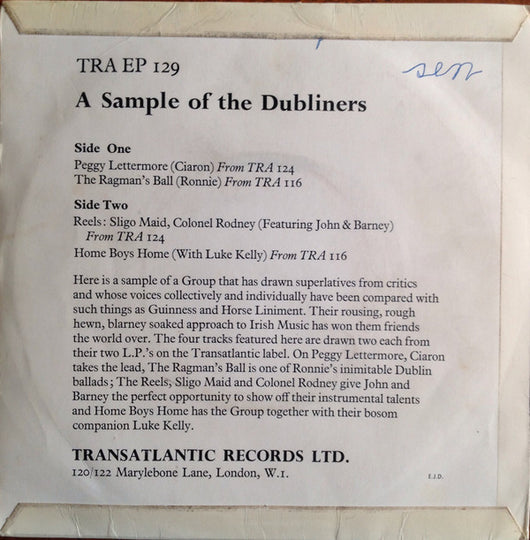 TRA EP 129
A Sample of the Dubliners
Side One
Peggy Lettermore (Ciaron) From TRA 124
The Ragman's Ball (Ronnie) From TRA 116
Side Two
Reels: Sligo Maid, Colonel Rodney (Featuring John & Barney)
From TRA 124
Home Boys Home (With Luke Kelly) From TRA 116
Here is a sample of a Group that has drawn superlatives from critics
and whose voices collectively and individually have been compared with
such things as Guinness and Horse Liniment. Their rousing, rough
hewn, blarney soaked approach to Irish Music has won them friends
the world over. The four tracks featured here are drawn two each from
their two L.P.'s on the Transatlantic label. On Peggy Lettermore, Ciaron
takes the lead, The Ragman's Ball is one of Ronnie's inimitable Dublin
ballads; The Reels, Sligo Maid and Colonel Rodney give John and
Barney the perfect opportunity to show off their instrumental talents
and Home Boys Home has the Group together with their bosom
companion Luke Kelly.
TRANSATLANTIC RECORDS LTD.
120/122 Marylebone Lane, London, W.1.
E.J.D.